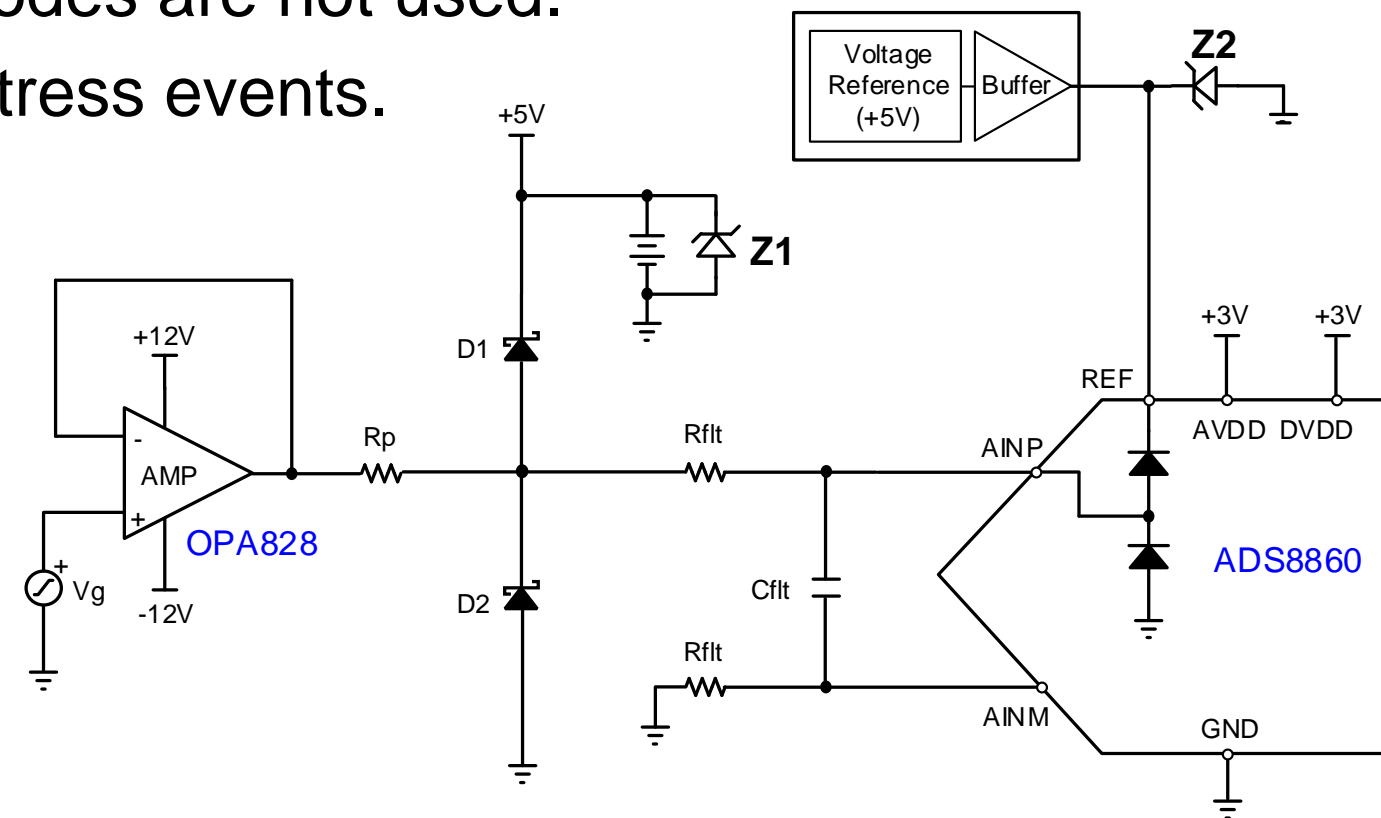 odes are not used.
tress events.
Z2
Voltage
Reference
(+5V)
Buffer
+5V
Z1
+12V
D1
+3V
+3V
REF
Rp
Rflt
AINP
AVDD DVDD
-
AMP
+
OPA828
ADS8860
+
Vg
-12V
D2
Cflt
Rflt
AINM
GND